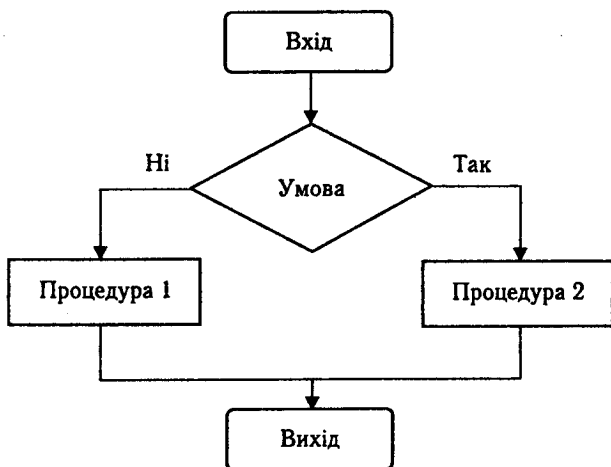 Вхід
Ні
Умова
Так
Процедура 1
Процедура 2
Вихід